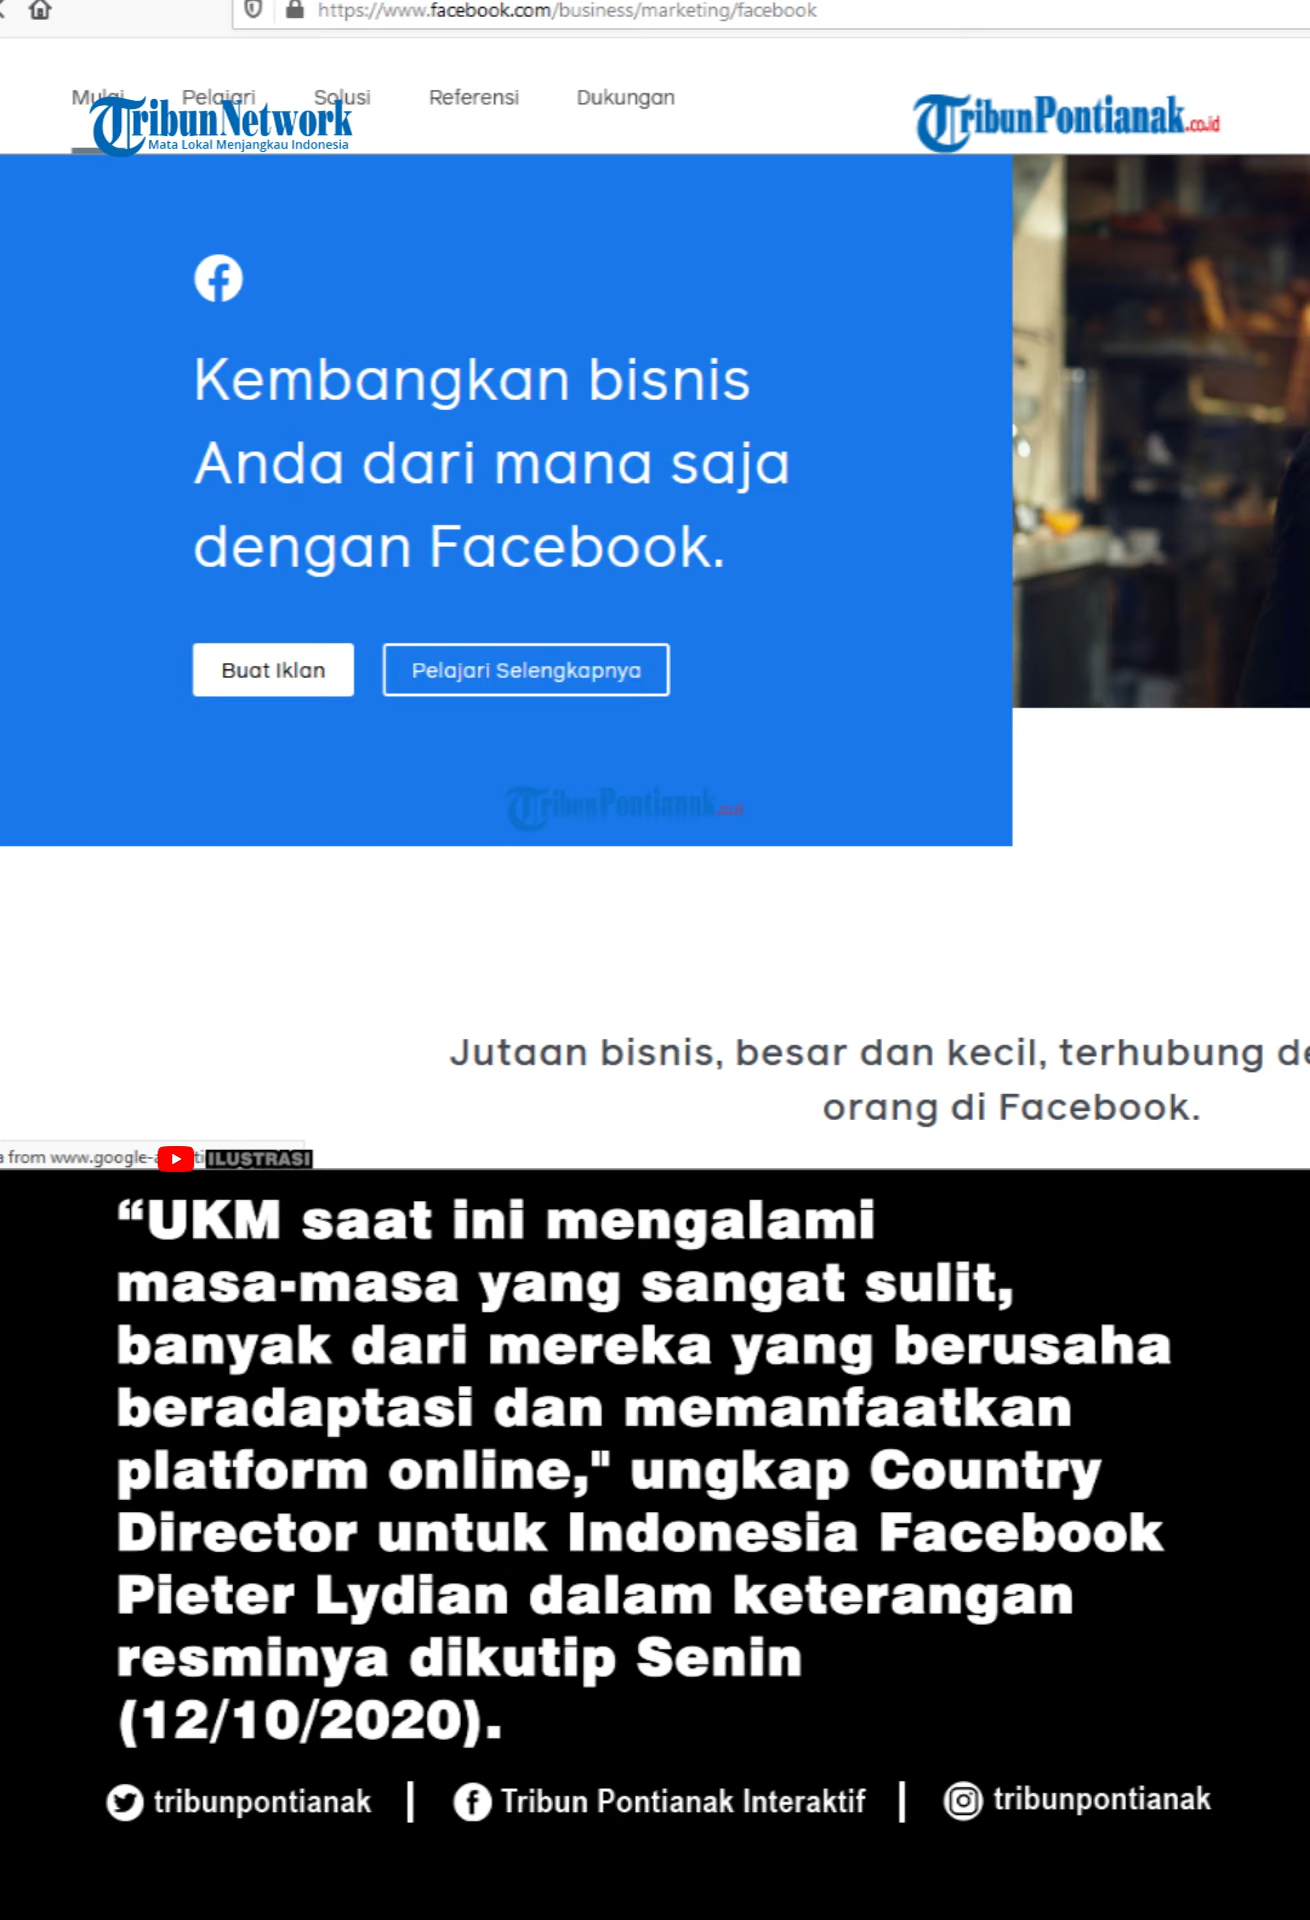 https://www.facebook.com/business/marketing/facebook
Mulai Pelajari Solusi Referensi Dukungan
TribunNetwork
Mata Lokal Menjangkau Indonesia
TribunPontianak.co.id
Kembangkan bisnis
Anda dari mana saja
dengan Facebook.
Buat Iklan
Pelajari Selengkapnya
TribunPontianak.co.id
Jutaan bisnis, besar dan kecil, terhubung
orang di Facebook.
from www.google-
ILUSTRASI
“UKM saat ini mengalami
masa-masa yang sangat sulit,
banyak dari mereka yang berusaha
beradaptasi dan memanfaatkan
platform online," ungkap Country
Director untuk Indonesia Facebook
Pieter Lydian dalam keterangan
resminya dikutip Senin
(12/10/2020).
tribunpontianak | Tribun Pontianak Interaktif | tribunpontianak